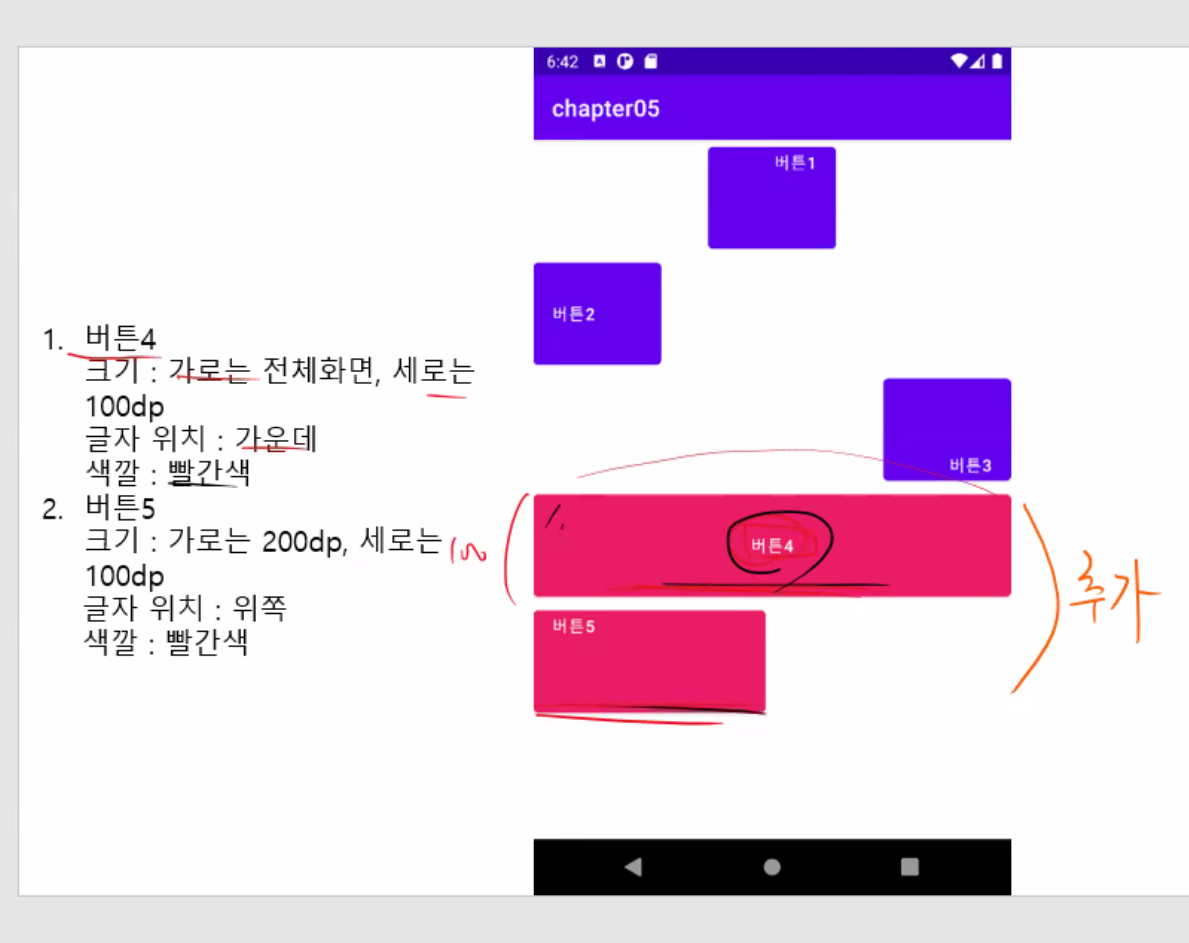 6:42
chapter05
버튼1
버튼2
버튼3
1. 버튼4
크기 : 가로는 전체화면, 세로는
100dp
글자 위치 : 가운데
색깔 : 빨간색
2. 버튼5
크기 : 가로는 200dp, 세로는
100dp
글자 위치 : 위쪽
색깔 : 빨간색
버튼4
버튼5
추가